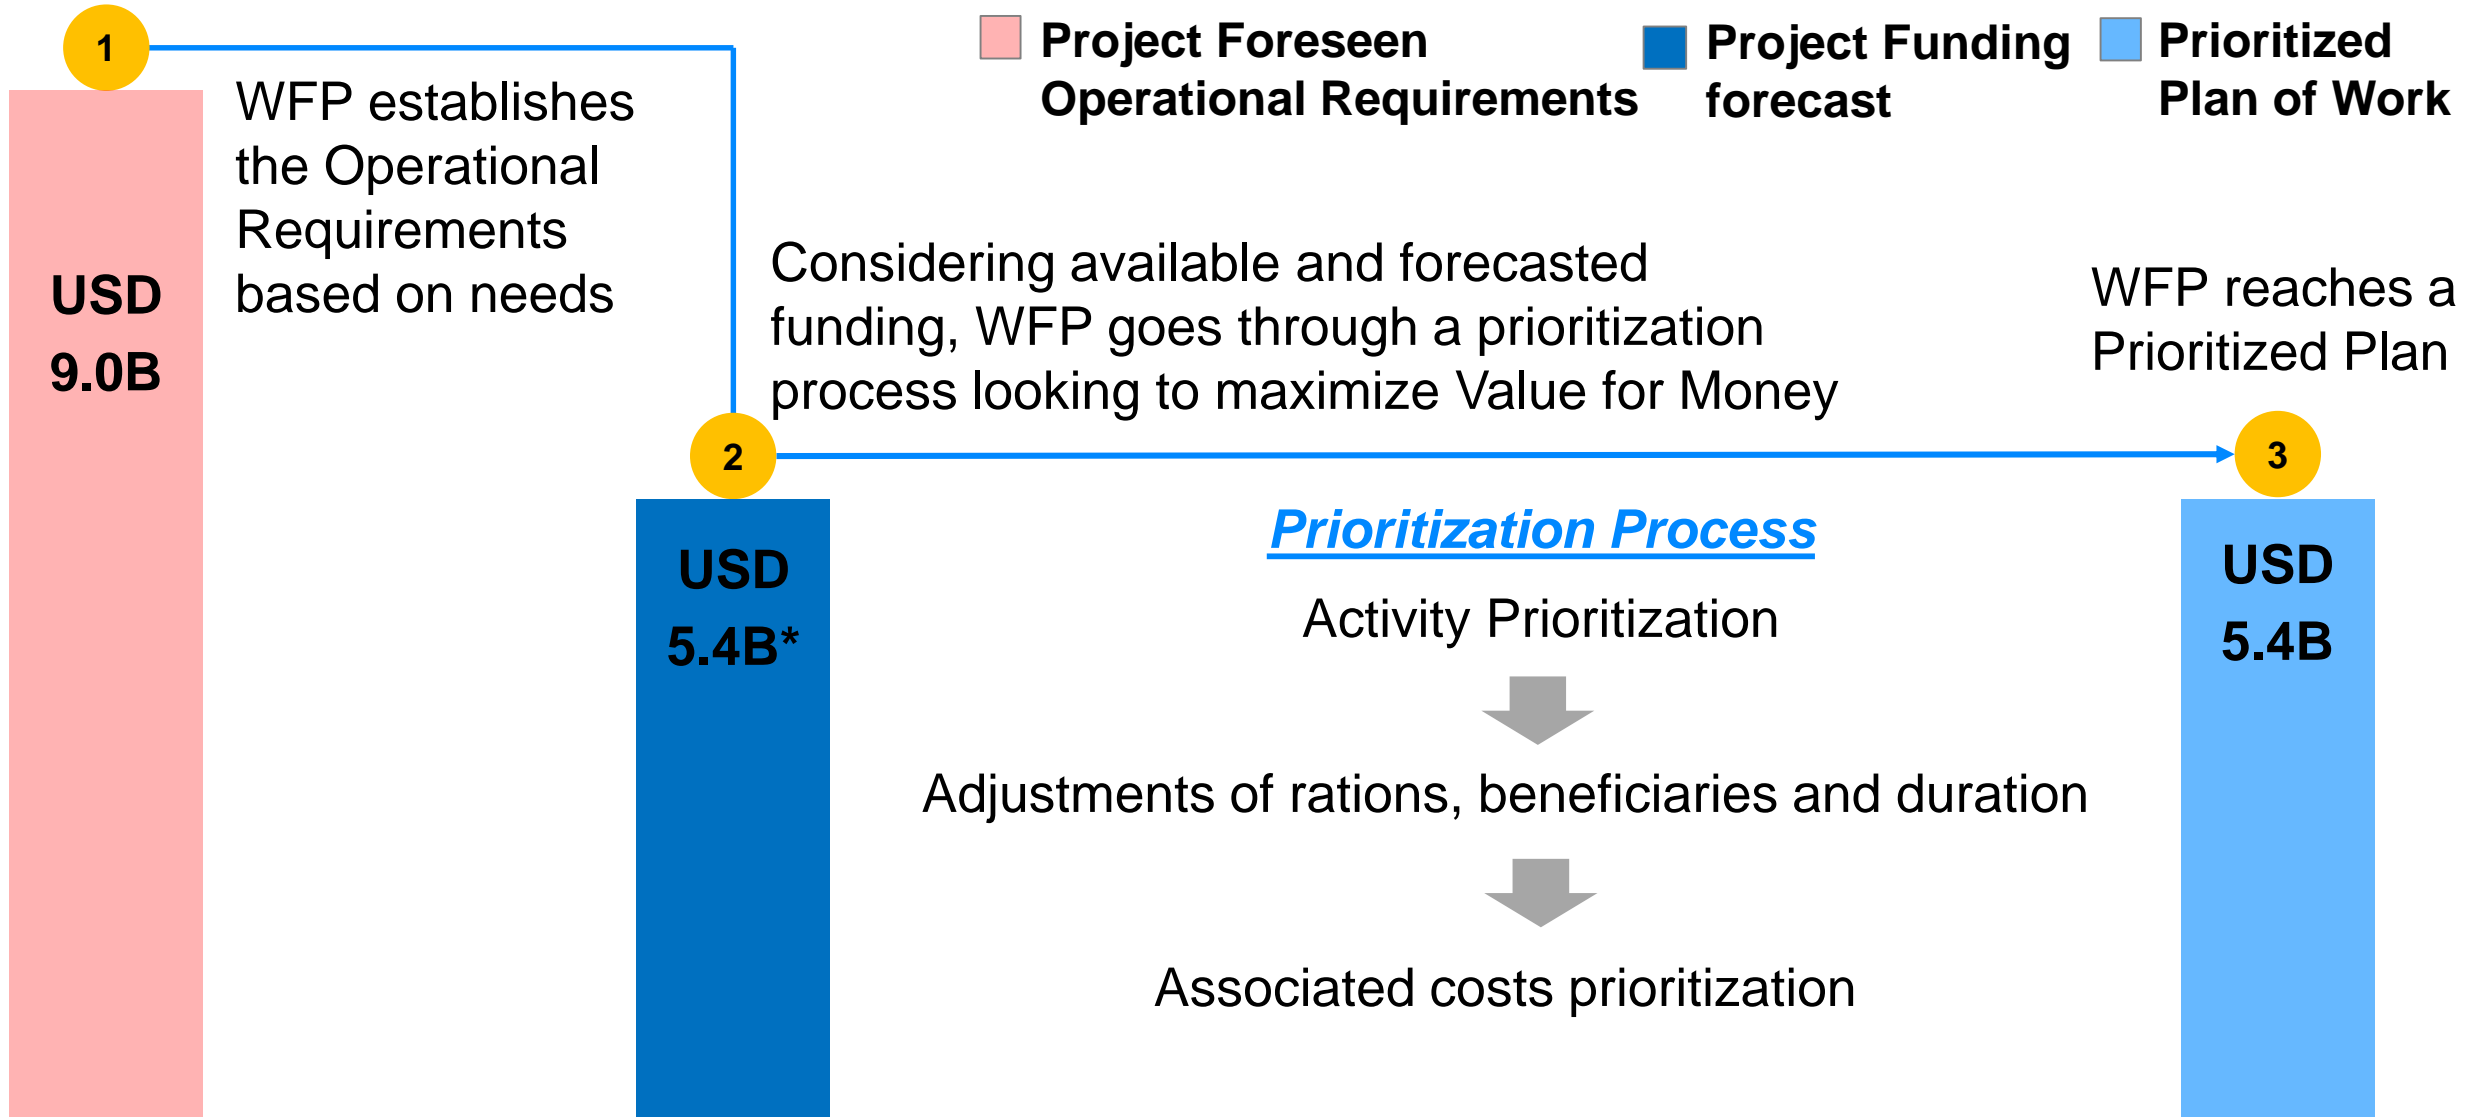 1
Project Foreseen
Operational Requirements
Project Funding
forecast
Prioritized
Plan of Work
WFP establishes
the Operational
Requirements
based on needs
USD
9.0B
Considering available and forecasted
funding, WFP goes through a prioritization
process looking to maximize Value for Money
WFP reaches a
Prioritized Plan
2
3
USD
5.4B*
Prioritization Process
Activity Prioritization
Adjustments of rations, beneficiaries and duration
Associated costs prioritization
USD
5.4B